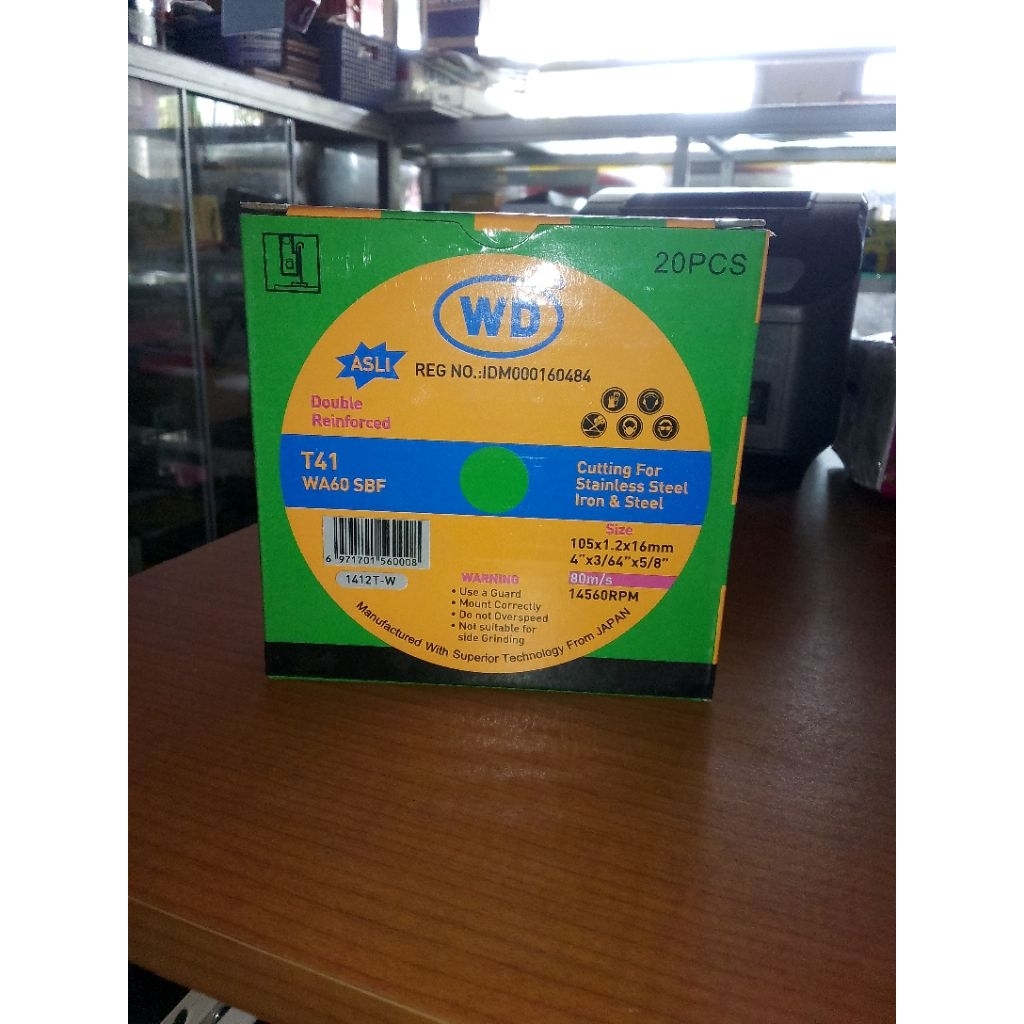 20PCS
WD
ASLI
REG NO.:IDM000160484
Double
Reinforced
T41
WA60 SBF
Cutting For
Stainless Steel
Iron & Steel
Size
105x1.2x16mm
4"x3/64"x5/8"
80m/s
14560RPM
6 971701 560008
1412T-W
WARNING
• Use a Guard
• Mount Correctly
• Do not Overspeed
• Not suitable for
side Grinding
Manufactured With Superior Technology From JAPAN